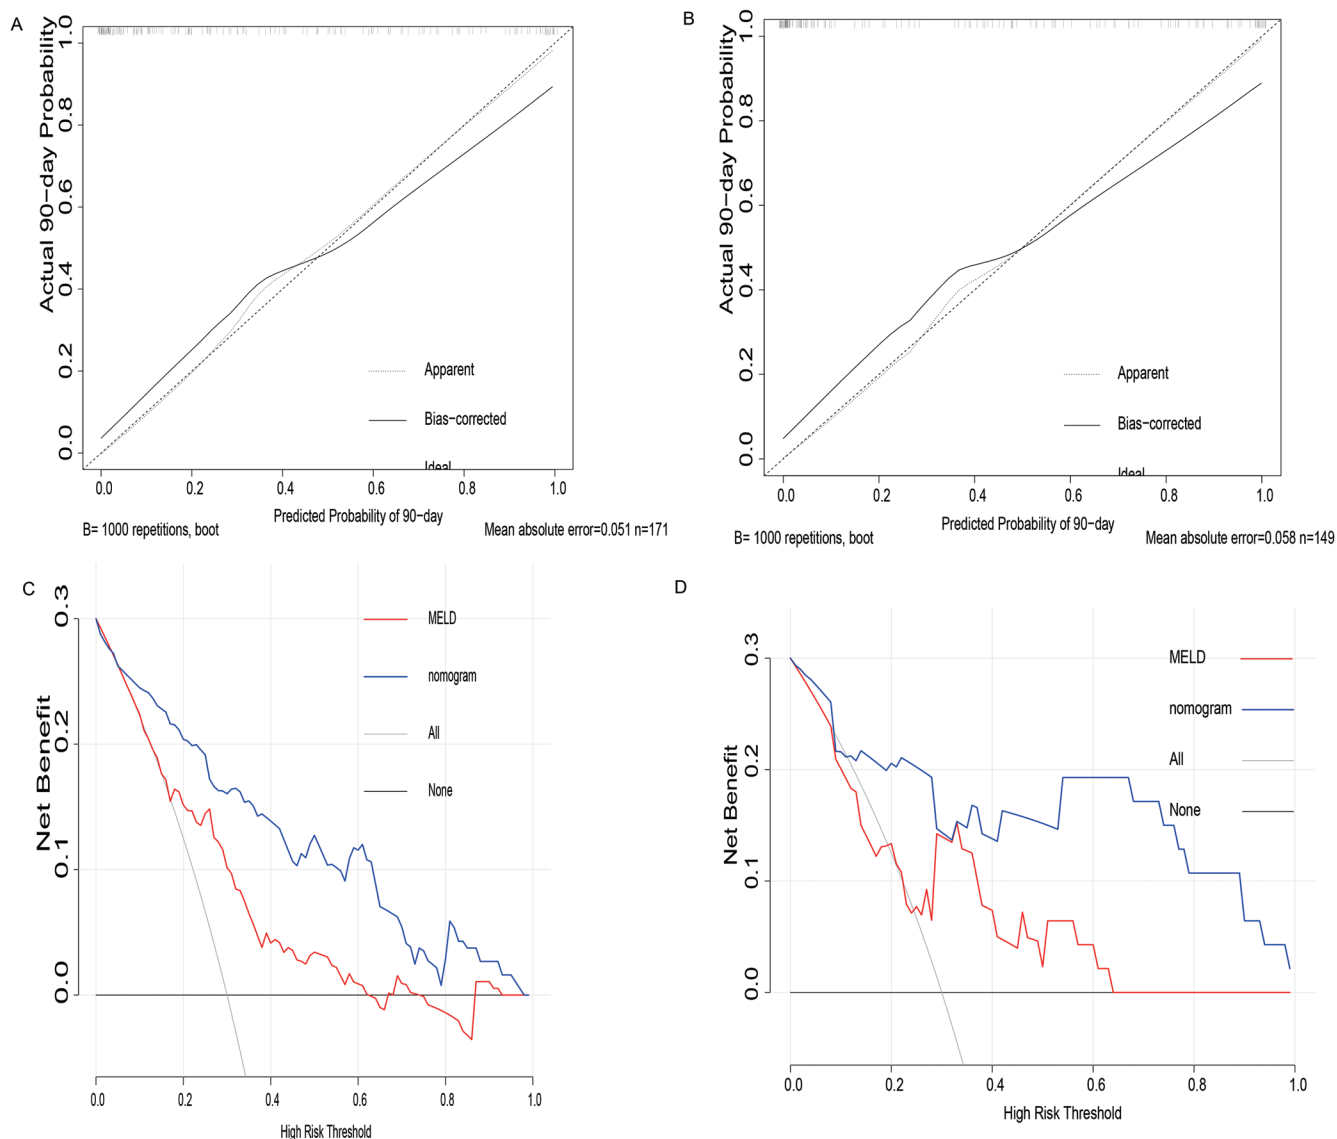 A
Actual 90-day Probability
1.0
0.8
0.6
0.4
0.2
0.0
Apparent
Bias-corrected
Ideal
0.0 0.2 0.4 0.6 0.8 1.0
Predicted Probability of 90-day
B= 1000 repetitions, boot
Mean absolute error=0.051 n=171
B
Actual 90-day Probability
1.0
0.8
0.6
0.4
0.2
0.0
Apparent
Bias-corrected
Ideal
0.0 0.2 0.4 0.6 0.8 1.0
Predicted Probability of 90-day
B= 1000 repetitions, boot
Mean absolute error=0.058 n=149
C
Net Benefit
0.3
0.2
0.1
0.0
MELD
nomogram
All
None
0.0 0.2 0.4 0.6 0.8 1.0
High Risk Threshold
D
Net Benefit
0.3
0.2
0.1
0.0
MELD
nomogram
All
None
0.0 0.2 0.4 0.6 0.8 1.0
High Risk Threshold